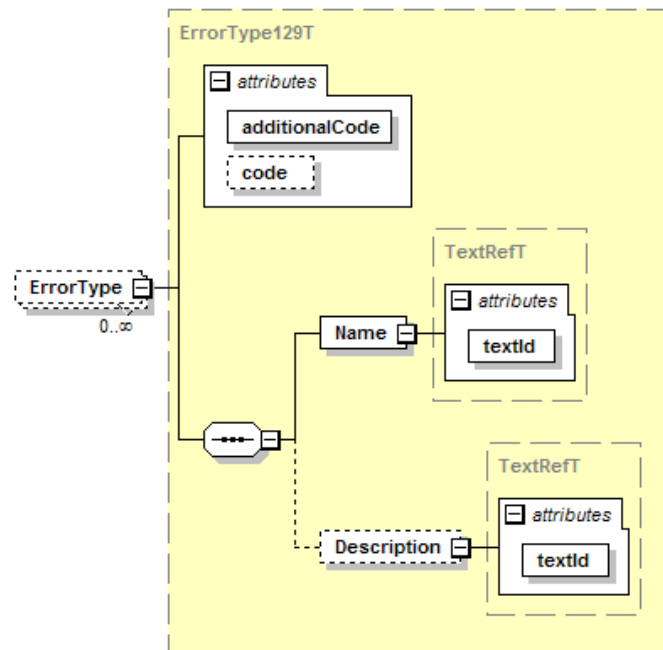 ErrorType129T
attributes
additionalCode
code
ErrorType
0..∞
TextRefT
attributes
Name
textId
TextRefT
attributes
Description
textId